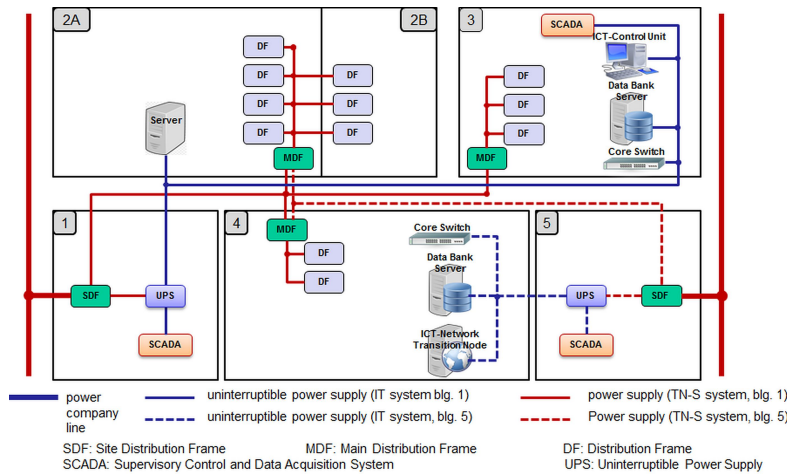 2A
2B
3
SCADA
ICT-Control Unit
DF
DF
DF
DF
DF
DF
DF
DF
DF
DF
Data Bank
Server
Server
Core Switch
MDF
MDF
1
4
5
MDF
Core Switch
DF
DF
Data Bank
Server
SDF
UPS
UPS
SDF
SCADA
ICT-Network
Transition Node
SCADA
power
company
line
uninterruptible power supply (IT system blg. 1)
power supply (TN-S system, blg. 1)
uninterruptible power supply (IT system, blg. 5)
Power supply (TN-S system, blg. 5)
SDF: Site Distribution Frame
MDF: Main Distribution Frame
DF: Distribution Frame
SCADA: Supervisory Control and Data Acquisition System
UPS: Uninterruptible Power Supply